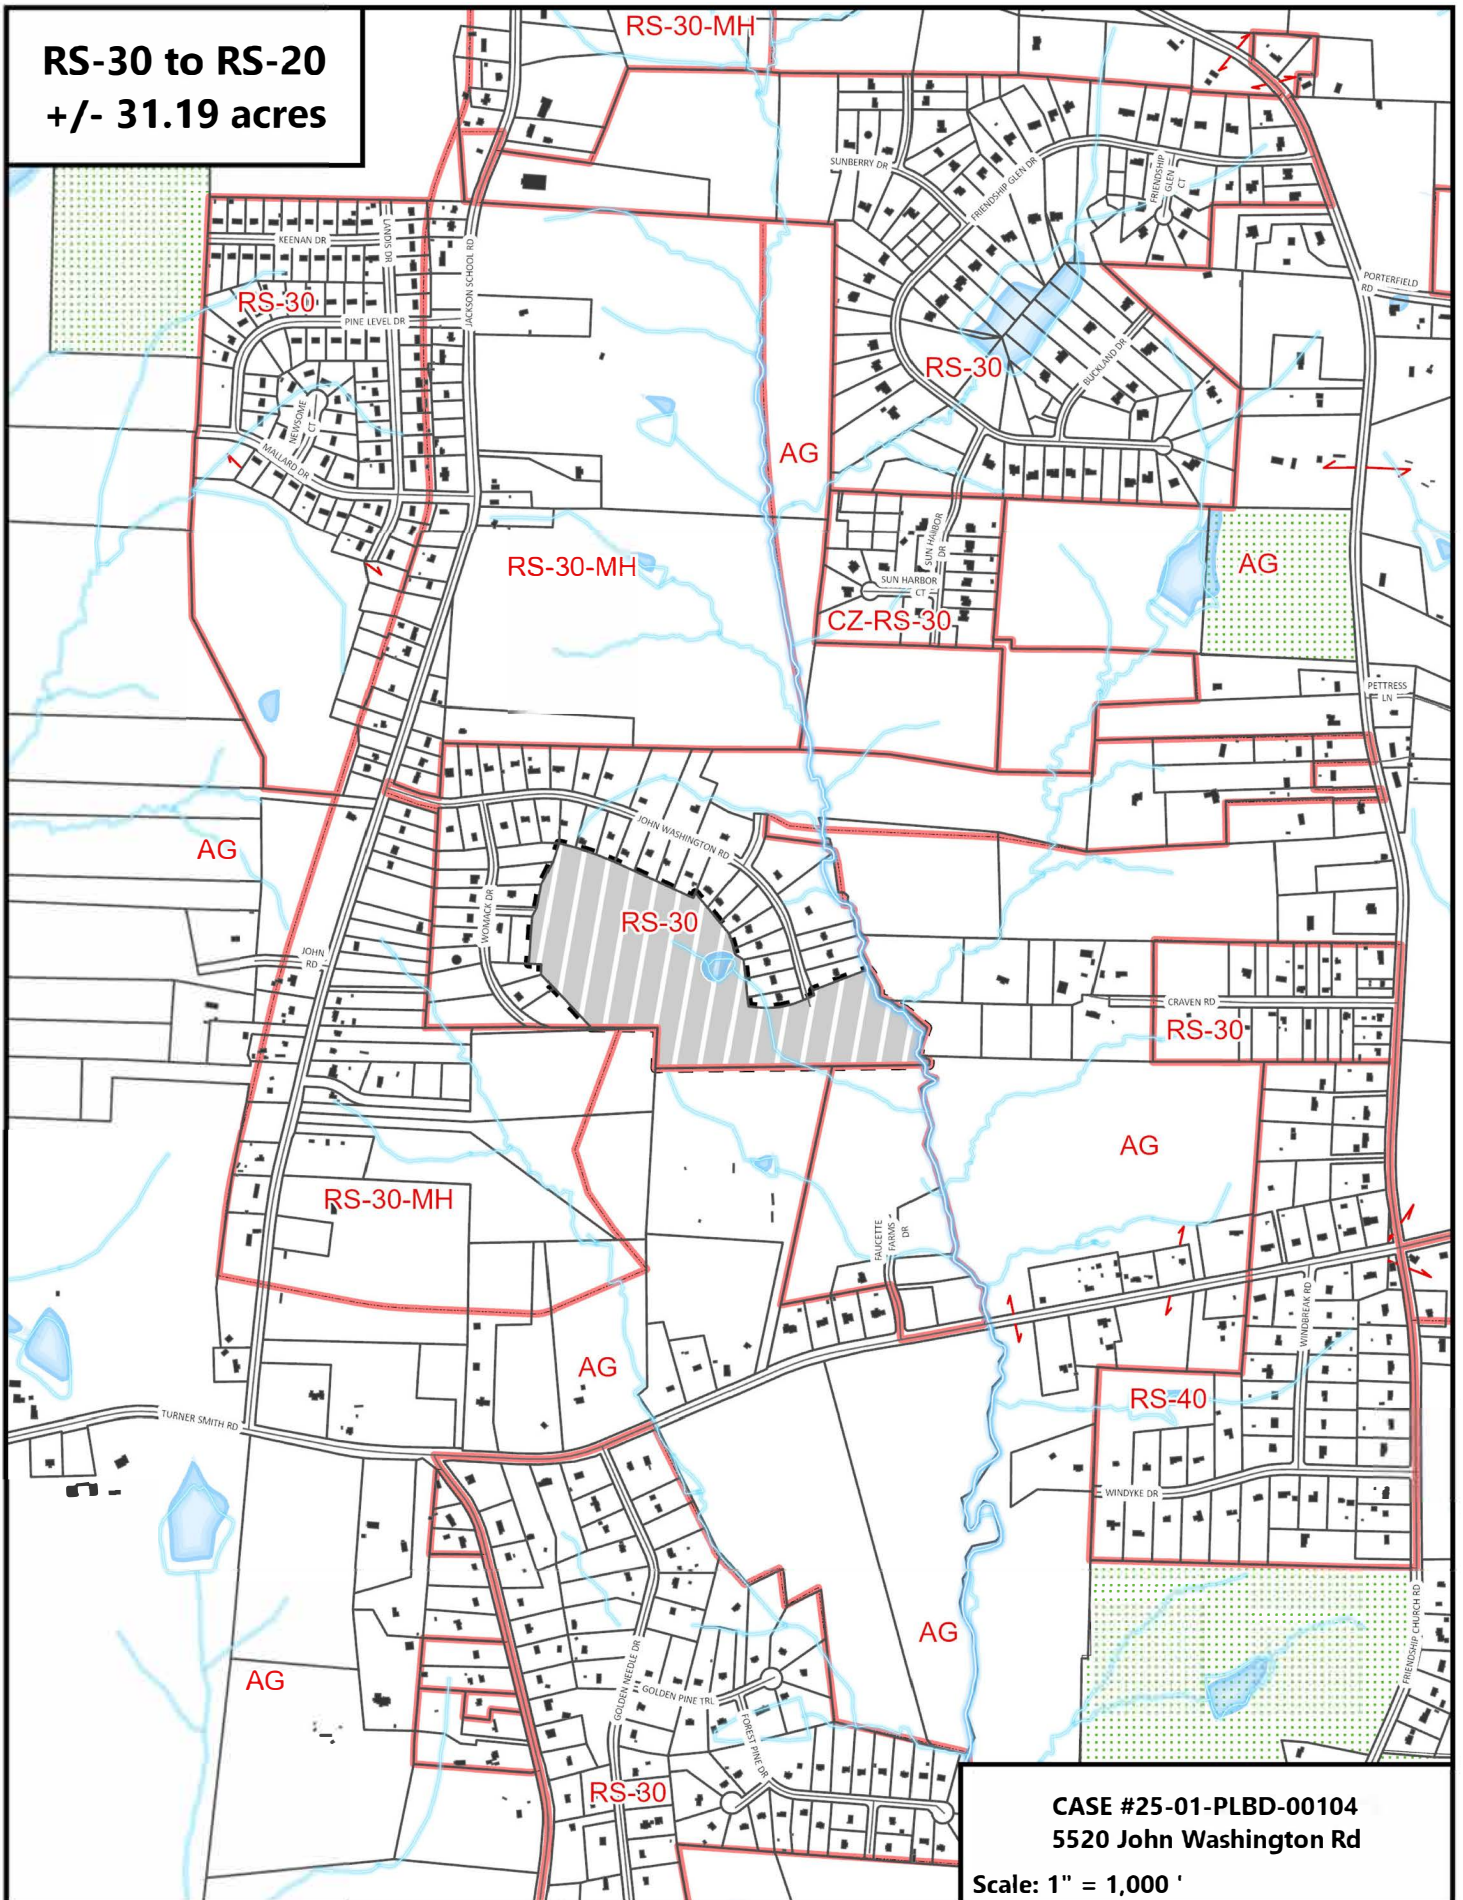 RS-30 to RS-20
+/- 31.19 acres
RS-30-MH
SUNBERRY DR
FRIENDSHIP GLEN DR
FRIENDSHIP
GLEN
CT
KEENAN DR
LANDIS DR
JACKSON SCHOOL RD
PORTERFIELD
RD
RS-30
PINE LEVEL DR
RS-30
BUCKLAND DR
NEWSOME
CT
MALLARD DR
AG
SUN HARBOR
DR
RS-30-MH
AG
SUN HARBOR
CT
CZ-RS-30
PETTRESS
LN
JOHN WASHINGTON RD
AG
WOMACK DR
RS-30
JOHN
RD
CRAVEN RD
RS-30
AG
RS-30-MH
FAUCETTE
FARMS
DR
WINDBREAK RD
AG
RS-40
TURNER SMITH RD
WINDYKE DR
AG
AG
GOLDEN NEEDLE DR
GOLDEN PINE TRL
FOREST PINE DR
FRIENDSHIP CHURCH RD
RS-30
CASE #25-01-PLBD-00104
5520 John Washington Rd
Scale: 1" = 1,000 '